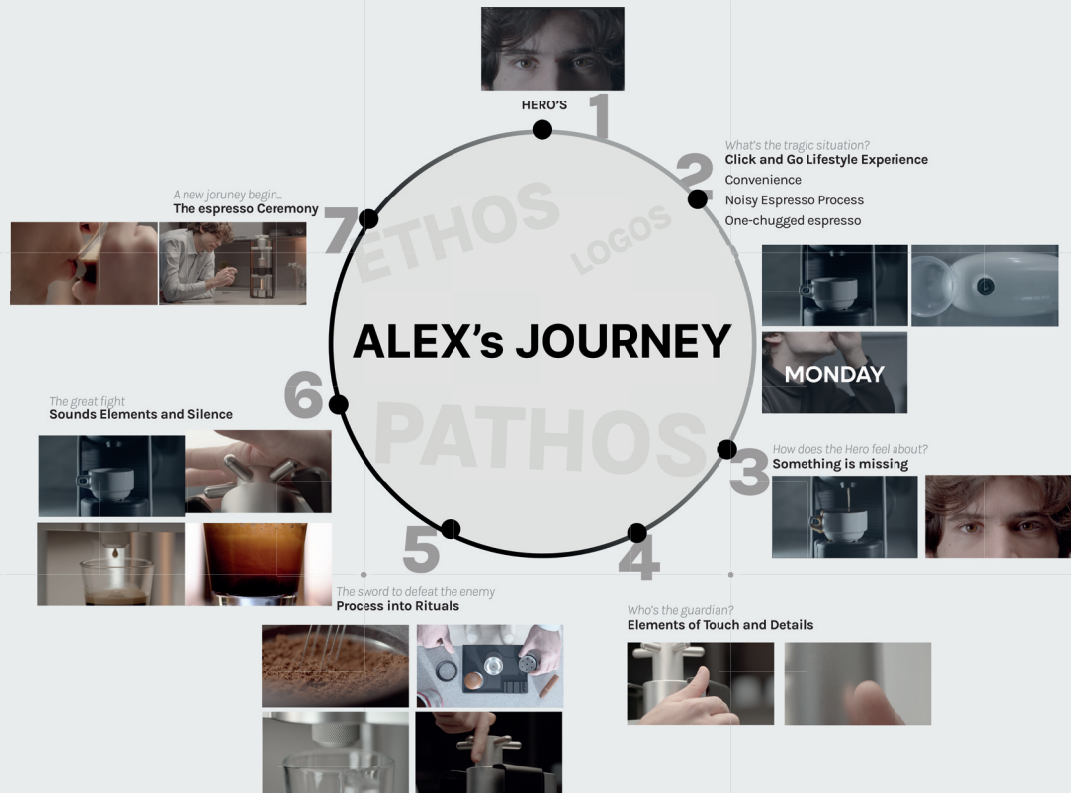 HERO'S
1
What's the tragic situation?
Click and Go Lifestyle Experience
Convenience
Noisy Espresso Process
One-chugged espresso
2
MONDAY
How does the Hero feel about?
Something is missing
3
4
Who's the guardian?
Elements of Touch and Details
5
The sword to defeat the enemy
Process into Rituals
6
The great fight
Sounds Elements and Silence
7
A new joruney begin...
The espresso Ceremony
ETHOS
LOGOS
ALEX's JOURNEY
PATHOS